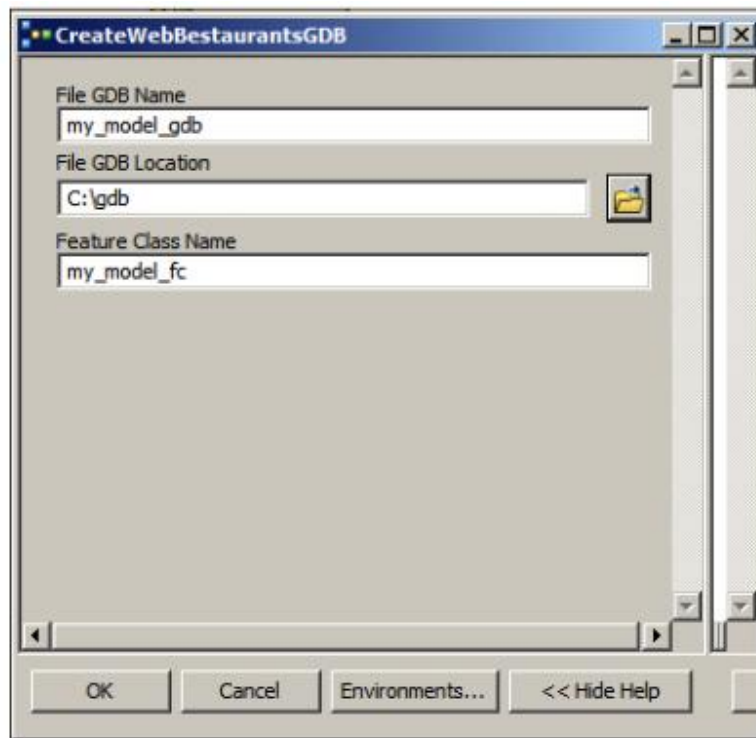 CreateWebBestaurantsGDB
File GDB Name
my_model_gdb
File GDB Location
C:\gdb
Feature Class Name
my_model_fc
OK Cancel Environments... << Hide Help